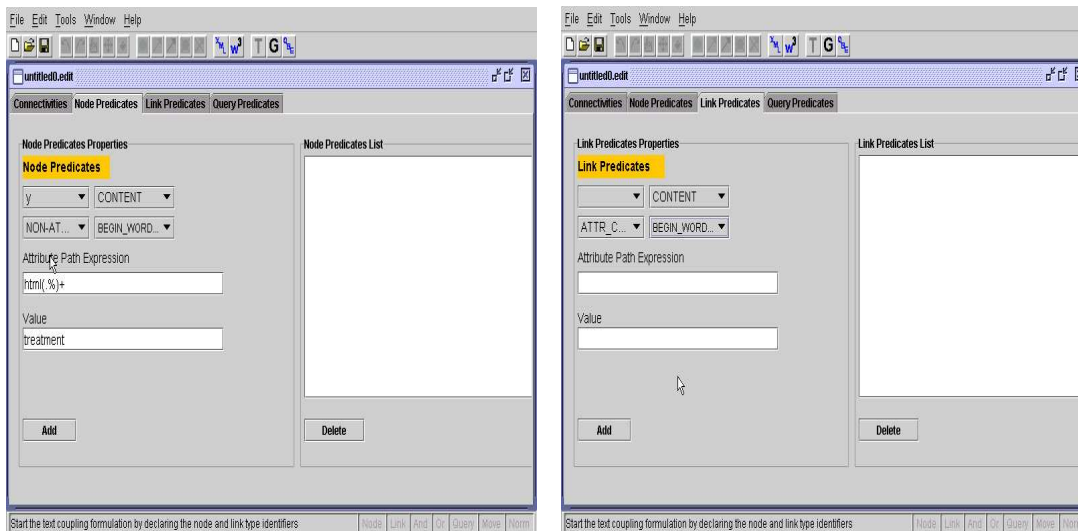 File Edit Tools Window Help
T G
untitled0.edit
Connectivities Node Predicates Link Predicates Query Predicates
Node Predicates Properties
Node Predicates List
Node Predicates
y CONTENT
NON-AT... BEGIN_WORD...
Attribute Path Expression
html(.%)+
Value
treatment
Add
Delete
Start the text coupling formulation by declaring the node and link type identifiers
Node Link And Or Query Move Norm
File Edit Tools Window Help
T G
untitled0.edit
Connectivities Node Predicates Link Predicates Query Predicates
Link Predicates Properties
Link Predicates List
Link Predicates
CONTENT
ATTR_C... BEGIN_WORD...
Attribute Path Expression
Value
Add
Delete
Start the text coupling formulation by declaring the node and link type identifiers
Node Link And Or Query Move